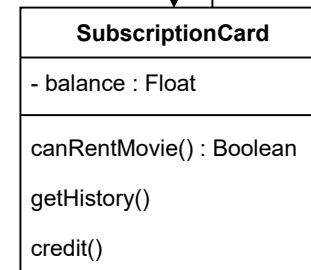 SubscriptionCard
- balance : Float
canRentMovie() : Boolean
getHistory()
credit()